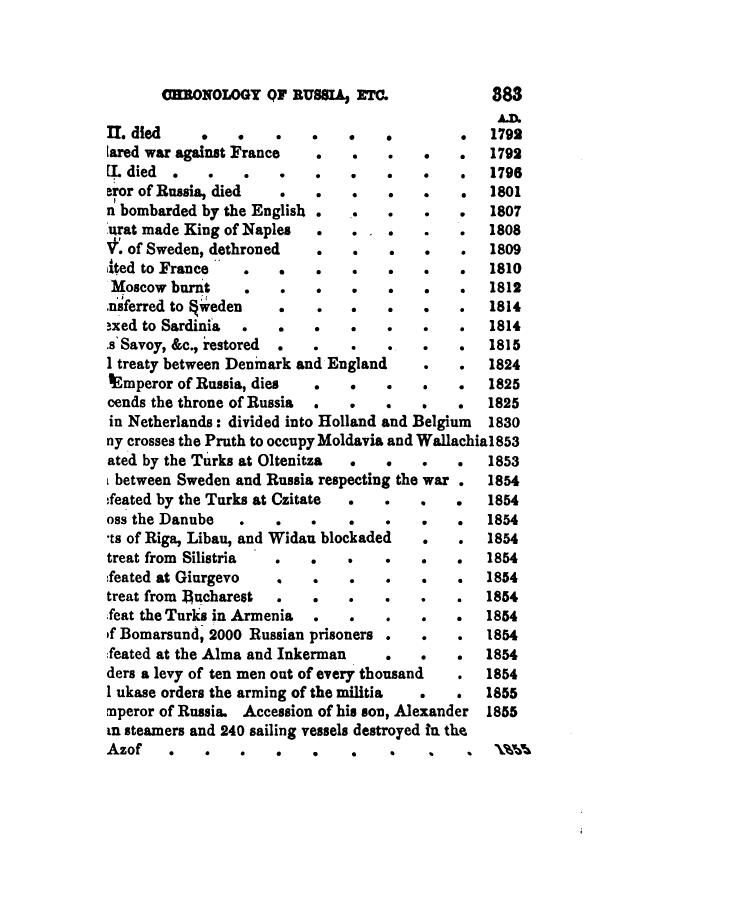 CHRONOLOGY OF RUSSIA, ETC. 383
A.D.
II. died . . . . . . . 1792
lared war against France . . . . . 1792
II. died . . . . . . . . . 1796
eror of Russia, died . . . . . . 1801
n bombarded by the English . . . . . 1807
urat made King of Naples . . . . . 1808
V. of Sweden, dethroned . . . . . 1809
ited to France . . . . . . . 1810
Moscow burnt . . . . . . . 1812
nsferred to Sweden . . . . . . 1814
exed to Sardinia . . . . . . . 1814
s Savoy, &c., restored . . . . . . 1815
l treaty between Denmark and England . . 1824
Emperor of Russia, dies . . . . . 1825
cends the throne of Russia . . . . . 1825
in Netherlands: divided into Holland and Belgium 1830
ny crosses the Pruth to occupy Moldavia and Wallachia 1853
ated by the Turks at Oltenitza . . . . 1853
between Sweden and Russia respecting the war . 1854
feated by the Turks at Czitate . . . . 1854
oss the Danube . . . . . . . 1854
ts of Riga, Libau, and Widau blockaded . . 1854
treat from Silistria . . . . . . 1854
feated at Giurgevo . . . . . . 1854
treat from Bucharest . . . . . . 1854
feat the Turks in Armenia . . . . . 1854
of Bomarsund, 2000 Russian prisoners . . . 1854
feated at the Alma and Inkerman . . . 1854
ders a levy of ten men out of every thousand . 1854
l ukase orders the arming of the militia . . 1855
mperor of Russia. Accession of his son, Alexander 1855
an steamers and 240 sailing vessels destroyed in the
Azof . . . . . . . . . 1855